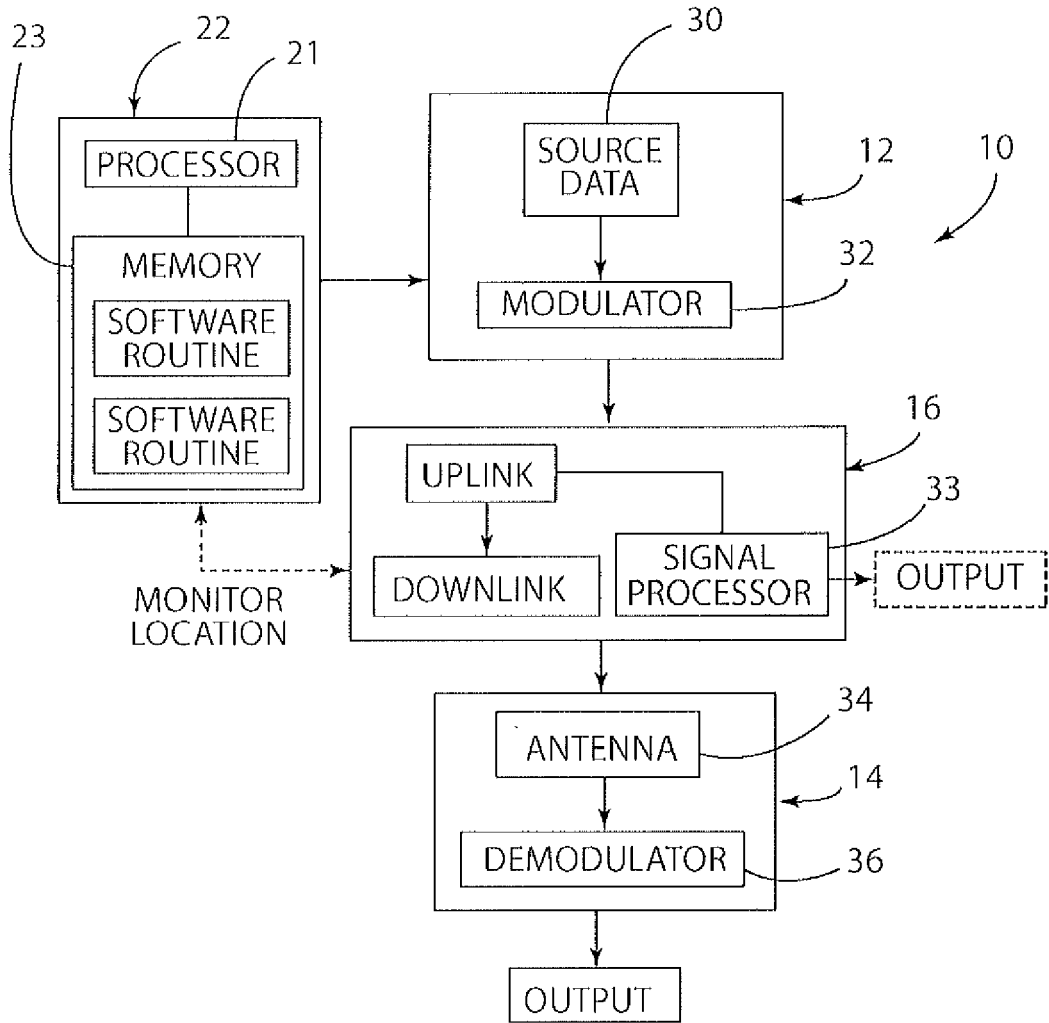 23
22
21
30
PROCESSOR
MEMORY
SOFTWARE
ROUTINE
SOFTWARE
ROUTINE
SOURCE
DATA
MODULATOR
12
10
32
MONITOR
LOCATION
UPLINK
DOWNLINK
SIGNAL
PROCESSOR
16
33
OUTPUT
ANTENNA
DEMODULATOR
34
14
36
OUTPUT